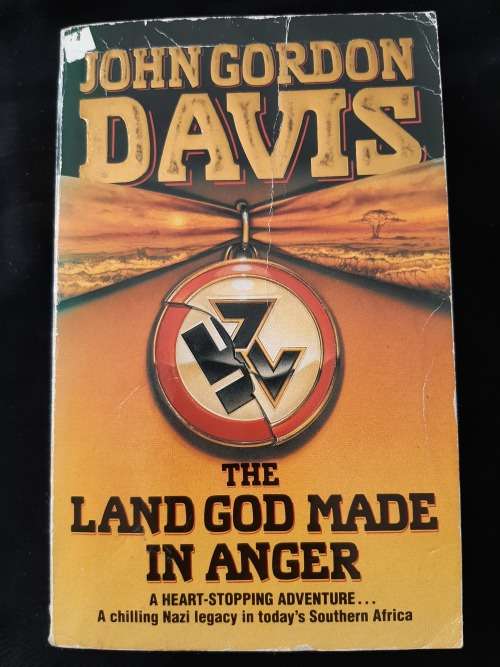 JOHN GORDON
DAVIS
THE
LAND GOD MADE
IN ANGER
A HEART-STOPPING ADVENTURE...
A chilling Nazi legacy in today's Southern Africa